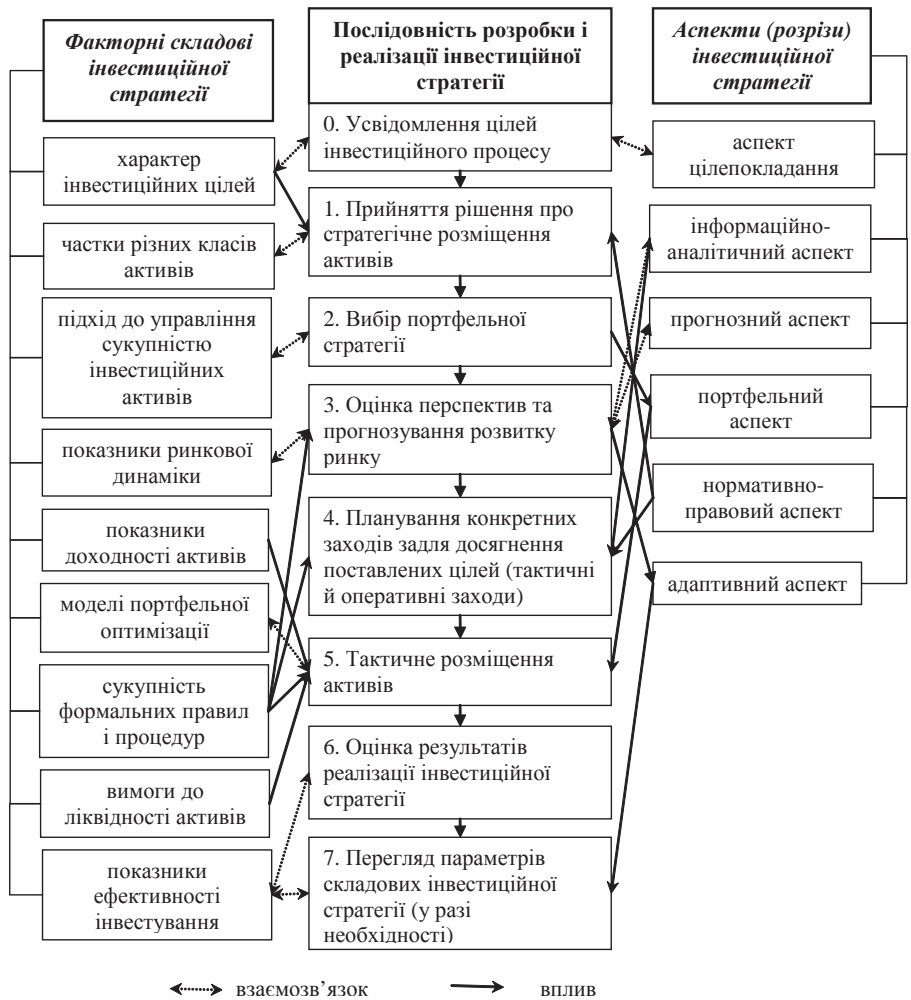 Факторні складові
інвестиційної
стратегії
характер
інвестиційних цілей
частки різних класів
активів
підхід до управління
сукупністю
інвестиційних
активів
показники ринкової
динаміки
показники
доходності активів
моделі портфельної
оптимізації
сукупність
формальних правил
і процедур
вимоги до
ліквідності активів
показники
ефективності
інвестування
Послідовність розробки і
реалізації інвестиційної
стратегії
0. Усвідомлення цілей
інвестиційного процесу
1. Прийняття рішення про
стратегічне розміщення
активів
2. Вибір портфельної
стратегії
3. Оцінка перспектив та
прогнозування розвитку
ринку
4. Планування конкретних
заходів задля досягнення
поставлених цілей (тактичні
й оперативні заходи)
5. Тактичне розміщення
активів
6. Оцінка результатів
реалізації інвестиційної
стратегії
7. Перегляд параметрів
складових інвестиційної
стратегії (у разі
необхідності)
Аспекти (розрізи)
інвестиційної
стратегії
аспект
цілепокладання
інформаційно-
аналітичний аспект
прогнозний аспект
портфельний
аспект
нормативно-
правовий аспект
адаптивний аспект
взаємозв’язок
вплив